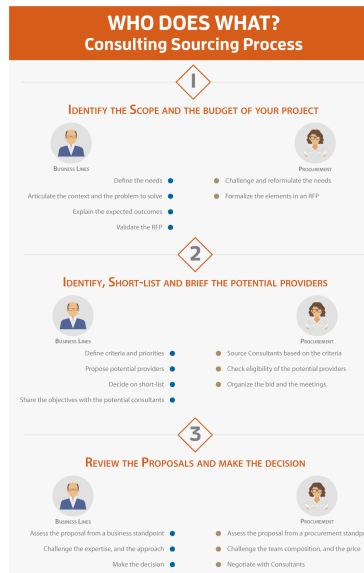 WHO DOES WHAT?
Consulting Sourcing Process
1
IDENTIFY THE SCOPE AND THE BUDGET OF YOUR PROJECT
BUSINESS LINES
Define the needs
Articulate the context and the problem to solve
Explain the expected outcomes
Validate the RFP
PROCUREMENT
Challenge and reformulate the needs
Formalize the elements in an RFP
2
IDENTIFY, SHORT-LIST AND BRIEF THE POTENTIAL PROVIDERS
BUSINESS LINES
Define criteria and priorities
Propose potential providers
Decide on short-list
Share the objectives with the potential consultants
PROCUREMENT
Source Consultants based on the criteria
Check eligibility of the potential providers
Organize the bid and the meetings
3
REVIEW THE PROPOSALS AND MAKE THE DECISION
BUSINESS LINES
Assess the proposal from a business standpoint
Challenge the expertise, and the approach
Make the decision
PROCUREMENT
Assess the proposal from a procurement standpo
Challenge the team composition, and the price
Negotiate with Consultants